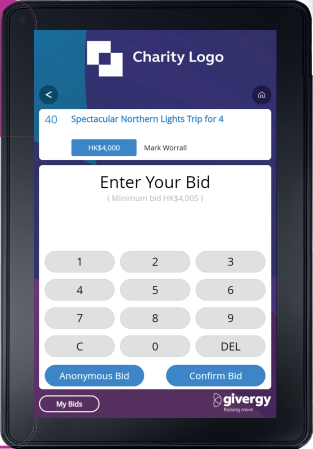 Charity Logo
<
40 Spectacular Northern Lights Trip for 4
HK$4,000 Mark Worrall
Enter Your Bid
( Minimum bid HK$4,005 )
1 2 3
4 5 6
7 8 9
C 0 DEL
Anonymous Bid Confirm Bid
My Bids givergy
Raising more